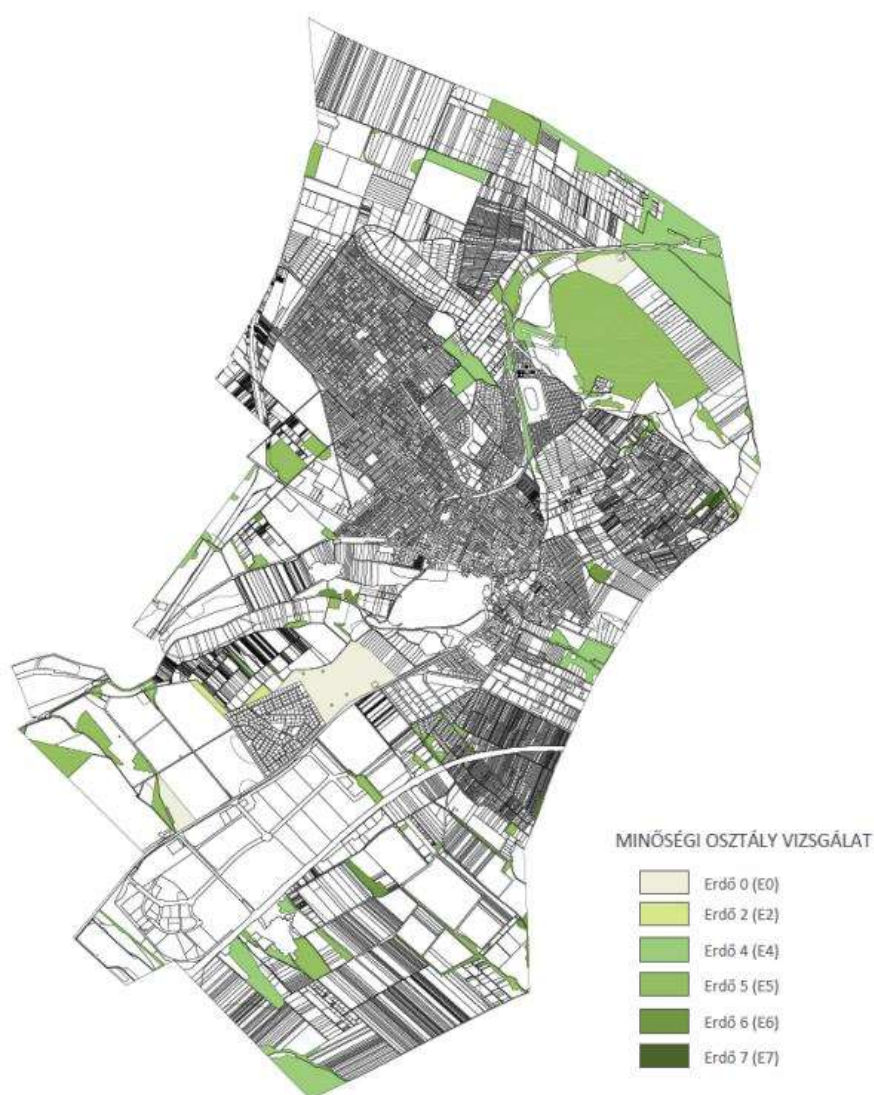 MINŐSÉGI OSZTÁLY VIZSGÁLAT
Erdő 0 (E0)
Erdő 2 (E2)
Erdő 4 (E4)
Erdő 5 (E5)
Erdő 6 (E6)
Erdő 7 (E7)